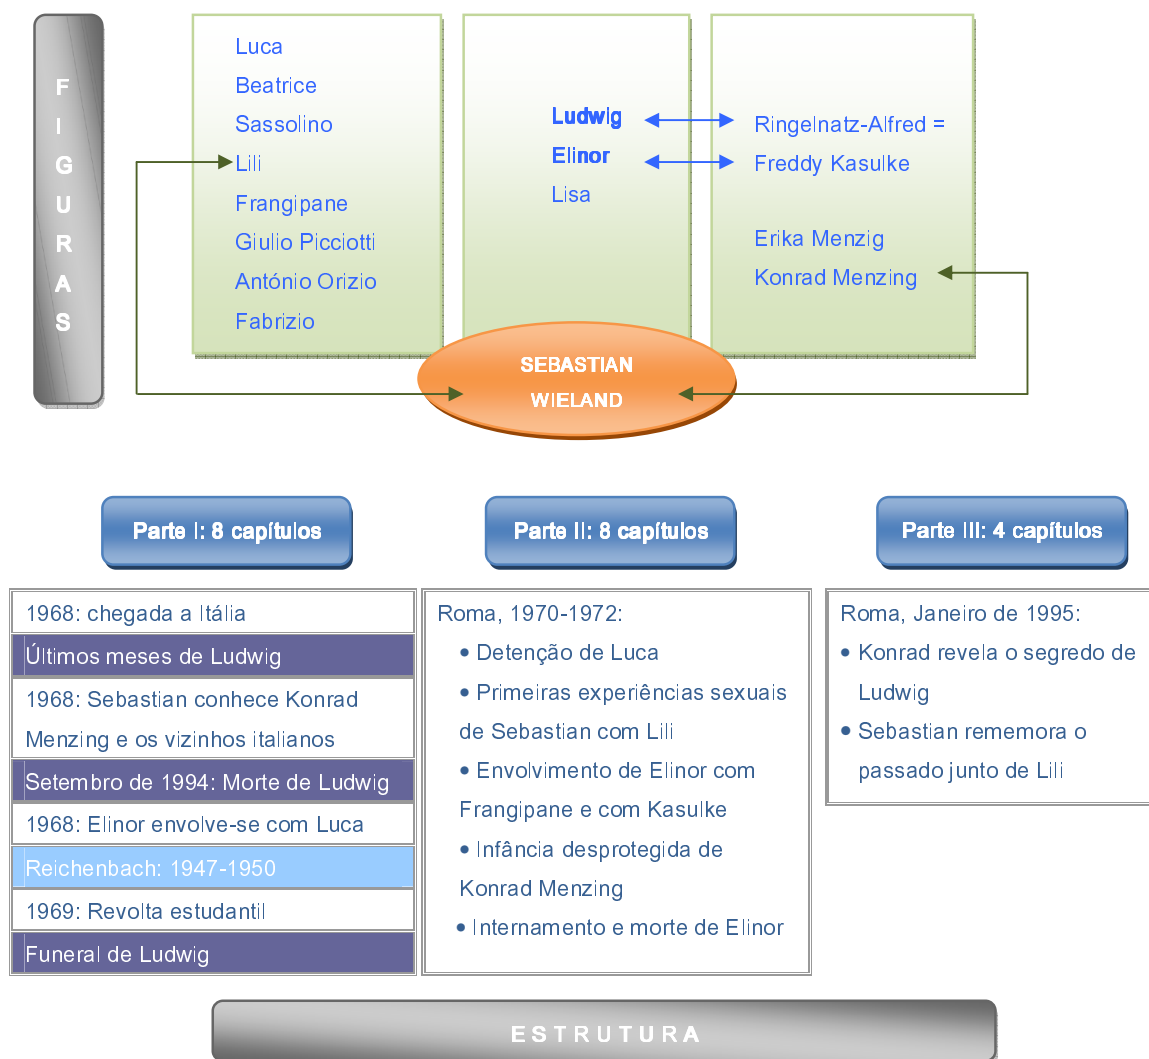 FIGURAS
Luca
Beatrice
Sassolino
Lili
Frangipane
Giulio Picciotti
António Orizio
Fabrizio
Ludwig
Elinor
Lisa
Ringelnatz-Alfred =
Freddy Kasulke
Erika Menzig
Konrad Menzing
SEBASTIAN
WIELAND
Parte I: 8 capítulos
1968: chegada a Itália
Últimos meses de Ludwig
1968: Sebastian conhece Konrad
Menzing e os vizinhos italianos
Setembro de 1994: Morte de Ludwig
1968: Elinor envolve-se com Luca
Reichenbach: 1947-1950
1969: Revolta estudantil
Funeral de Ludwig
Parte II: 8 capítulos
Roma, 1970-1972:
• Detenção de Luca
• Primeiras experiências sexuais
de Sebastian com Lili
• Envolvimento de Elinor com
Frangipane e com Kasulke
• Infância desprotegida de
Konrad Menzing
• Internamento e morte de Elinor
Parte III: 4 capítulos
Roma, Janeiro de 1995:
• Konrad revela o segredo de
Ludwig
• Sebastian rememora o
passado junto de Lili
ESTRUTURA